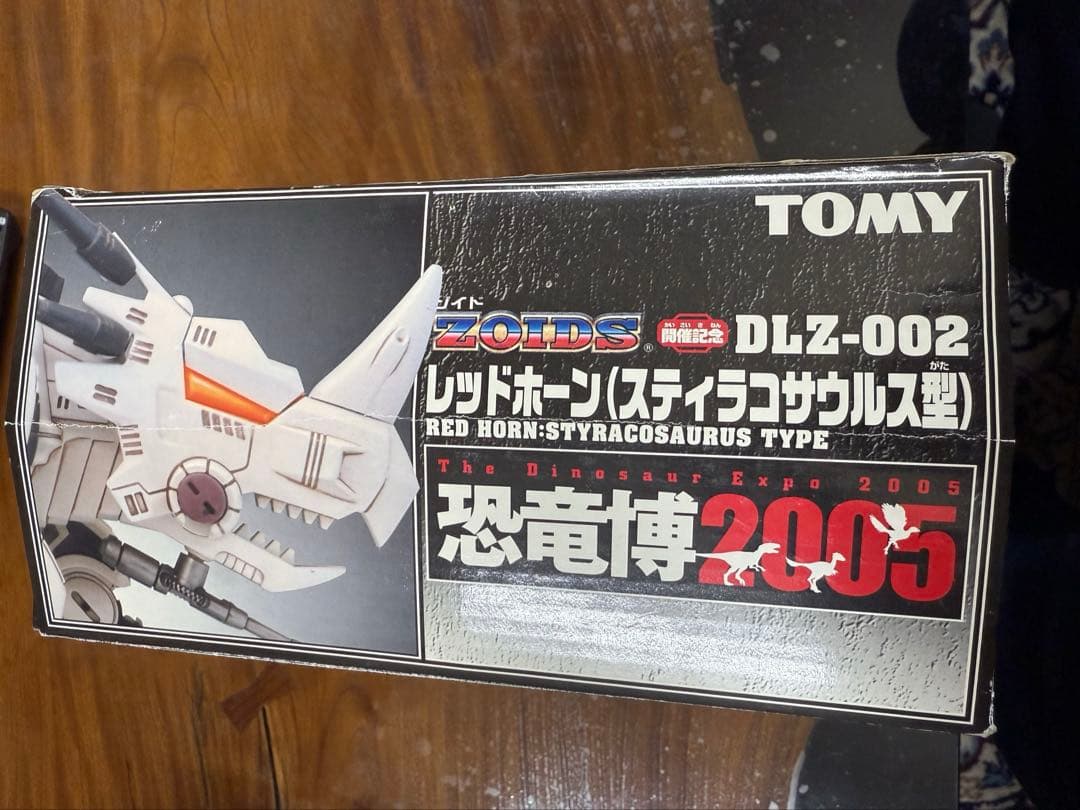 TOMY
ゾイド
ZOIDS®
かいさいきねん
開催記念
DLZ-002
がた
レッドホーン(スティラコサウルス型)
RED HORN:STYRACOSAURUS TYPE
The Dinosaur Expo 2005
恐竜博2005